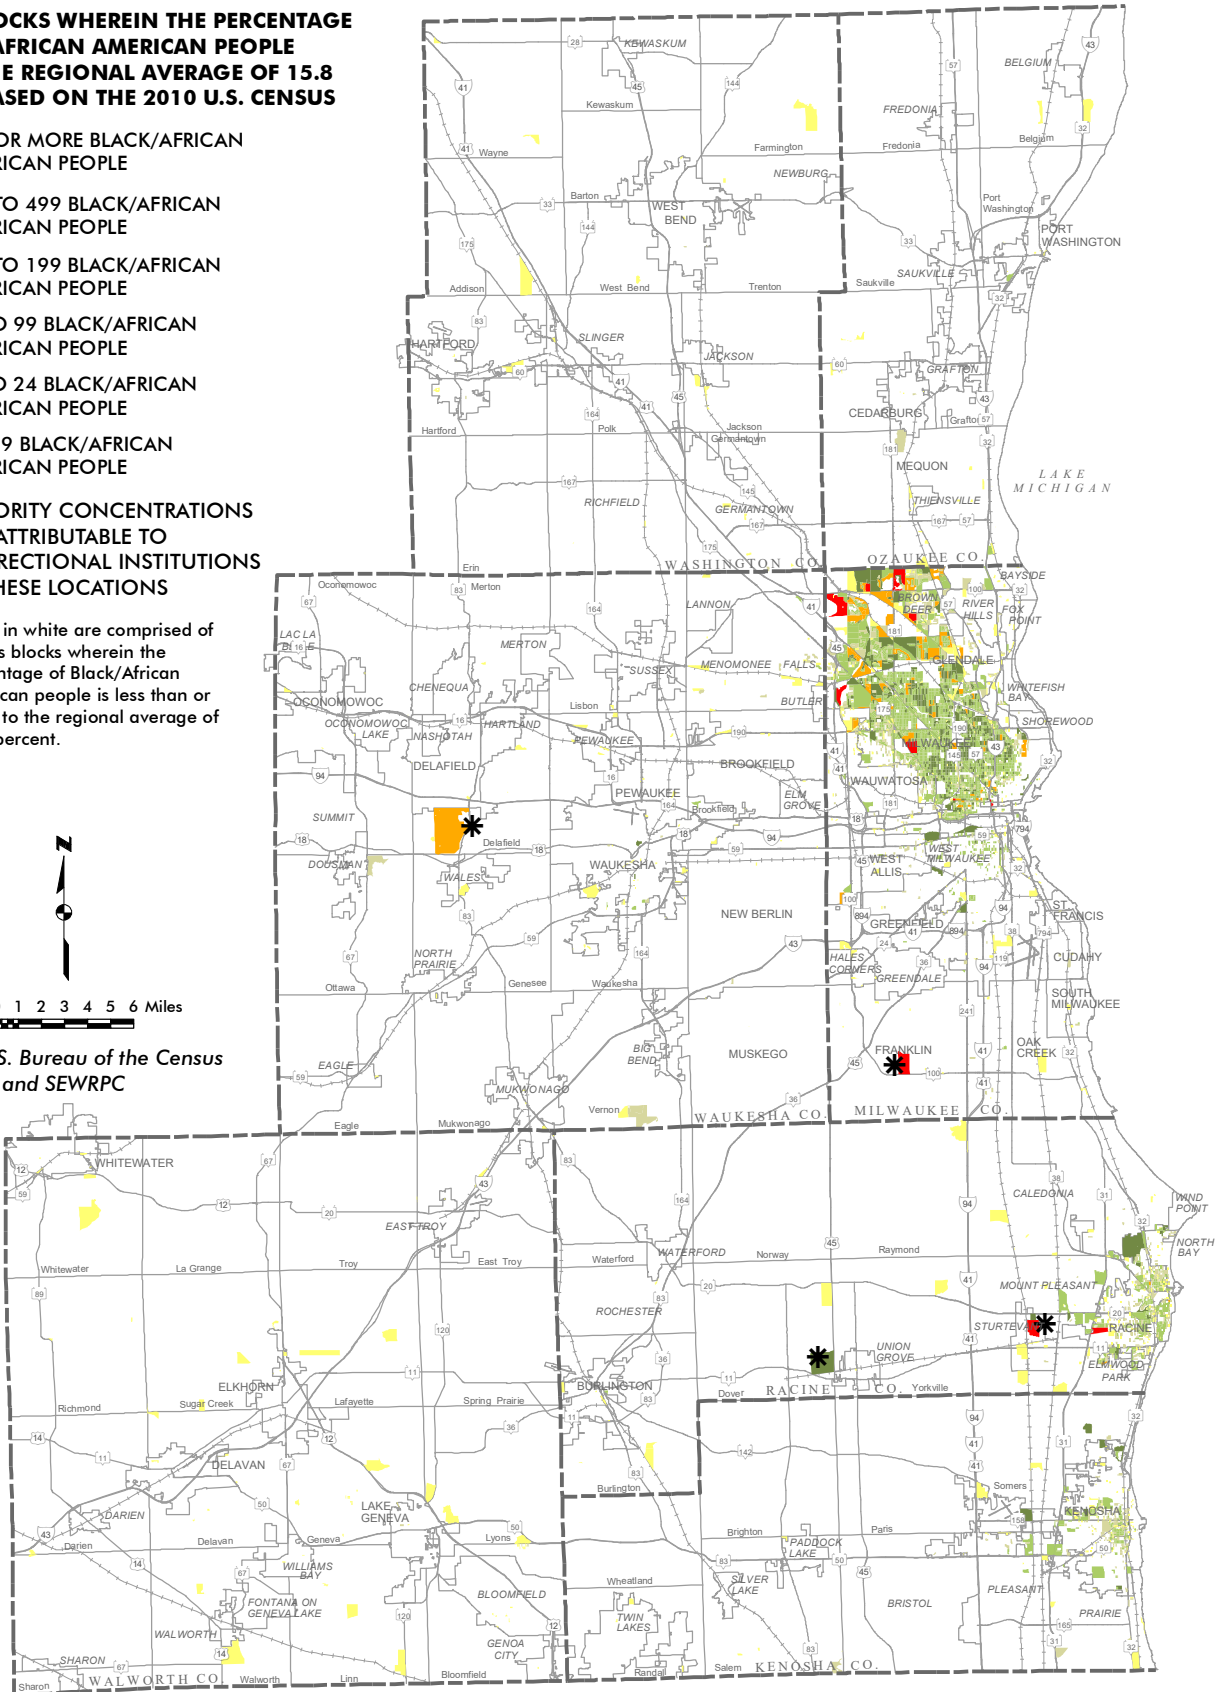 OCKS WHEREIN THE PERCENTAGE
AFRICAN AMERICAN PEOPLE
E REGIONAL AVERAGE OF 15.8
ASED ON THE 2010 U.S. CENSUS
OR MORE BLACK/AFRICAN
RICAN PEOPLE
TO 499 BLACK/AFRICAN
RICAN PEOPLE
TO 199 BLACK/AFRICAN
RICAN PEOPLE
O 99 BLACK/AFRICAN
RICAN PEOPLE
O 24 BLACK/AFRICAN
RICAN PEOPLE
9 BLACK/AFRICAN
RICAN PEOPLE
ORITY CONCENTRATIONS
ATTRIBUTABLE TO
RRECTIONAL INSTITUTIONS
HESE LOCATIONS
in white are comprised of
s blocks wherein the
ntage of Black/African
ican people is less than or
to the regional average of
percent.
N
1 2 3 4 5 6 Miles
S. Bureau of the Census
and SEWRPC
KEWASKUM
Kewaskum
Wayne
BELGIUM
FREDONIA
Fredonia
Belgium
Farmington
NEWBURG
Barton
WEST
BEND
Port
Washington
PORT
WASHINGTON
SAUKVILLE
Saukville
Addison
West Bend
Trenton
HARTFORD
SLINGER
JACKSON
GRAFTON
CEDARBURG
Grafton
Hartford
Polk
Jackson
Germantown
MEQUON
LAKE
MICHIGAN
RICHFIELD
GERMANTOWN
THIENSVILLE
Erin
WASHINGTON CO.
OZAUKEE CO.
Oconomowoc
Merton
LANNON
BROWN
DEER
RIVER
HILLS
BAYSIDE
FOX
POINT
LAC LA
MERTON
SUSSEX
MENOMONEE FALLS
GLENDALE
CHENEQUA
OCONOMOWOC
OCONOMOWOC
LAKE
NASHOTAH
HARTLAND
Lisbon
BUTLER
WHITEFISH
BAY
SHOREWOOD
PEWAUKEE
MILWAUKEE
DELAFIELD
BROOKFIELD
WAUWATOSA
PEWAUKEE
ELM
GROVE
Brookfield
SUMMIT
Delafield
DOUSMAN
WALES
WAUKESHA
WEST
ALLIS
WEST
MILWAUKEE
NEW BERLIN
GREENFIELD
ST.
FRANCIS
NORTH
PRAIRIE
HALES
CORNERS
GREENDALE
CUDAHY
Ottawa
Genesee
Waukesha
SOUTH
MILWAUKEE
EAGLE
BIG
BEND
MUSKEGO
FRANKLIN
OAK
CREEK
MUKWONAGO
Vernon
WAUKESHA CO.
MILWAUKEE CO.
Eagle
Mukwonago
WHITEWATER
CALEDONIA
WIND
POINT
EAST TROY
NORTH
BAY
Whitewater
La Grange
Troy
East Troy
Waterford
WATERFORD
Norway
Raymond
MOUNT PLEASANT
ROCHESTER
STURTEVANT
RACINE
UNION
GROVE
ELMWOOD
PARK
ELKHORN
BURLINGTON
Dover
RACINE CO.
Yorkville
Richmond
Sugar Creek
Lafayette
Spring Prairie
DELAVAN
Burlington
Somers
LAKE
GENEVA
KENOSHA
DARIEN
Darien
Delavan
Geneva
Lyons
Brighton
Paris
PADDOCK
LAKE
WILLIAMS
BAY
Wheatland
SILVER
LAKE
BLOOMFIELD
FONTANA ON
GENEVA LAKE
TWIN
LAKES
BRISTOL
PLEASANT
PRAIRIE
WALWORTH
GENOA
CITY
SHARON
Sharon
WALWORTH CO.
Walworth
Linn
Bloomfield
Randall
Salem
KENOSHA CO.